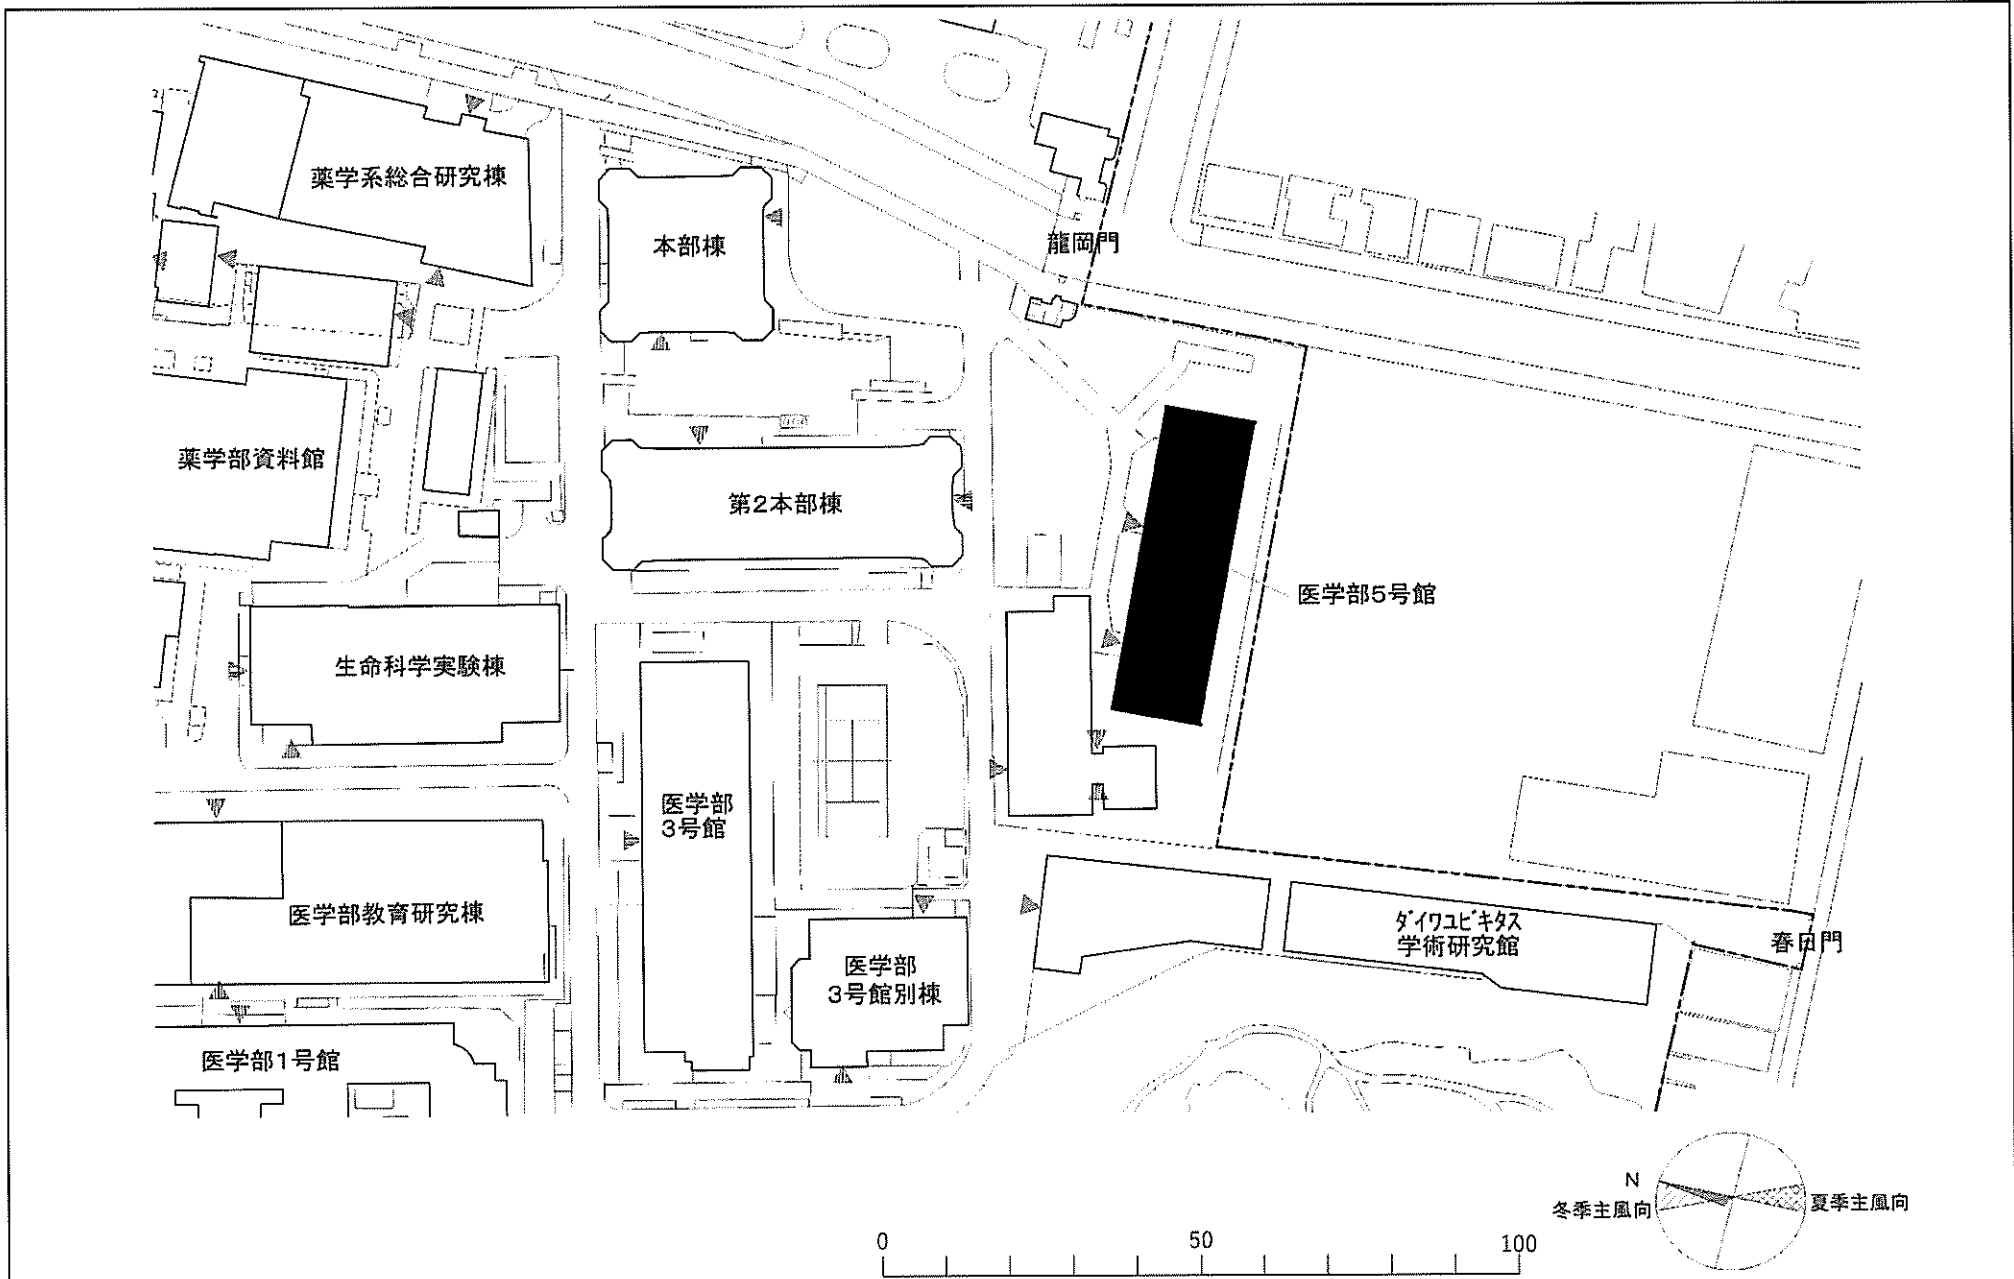 薬学系総合研究棟
本部棟
龍岡門
薬学部資料館
第2本部棟
医学部5号館
生命科学実験棟
医学部
3号館
医学部教育研究棟
ダイワユビキタス
学術研究館
春日門
医学部
3号館別棟
医学部1号館
N
冬季主風向
夏季主風向
0 50 100